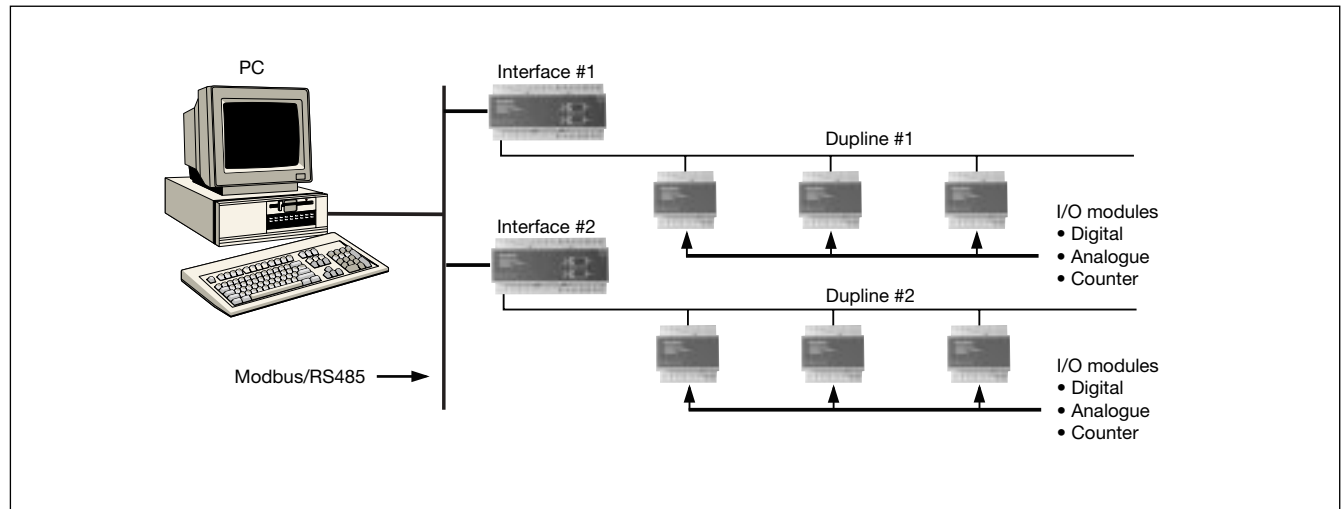 PC
Interface #1
Dupline #1
I/O modules
• Digital
• Analogue
• Counter
Interface #2
Dupline #2
I/O modules
• Digital
• Analogue
• Counter
Modbus/RS485